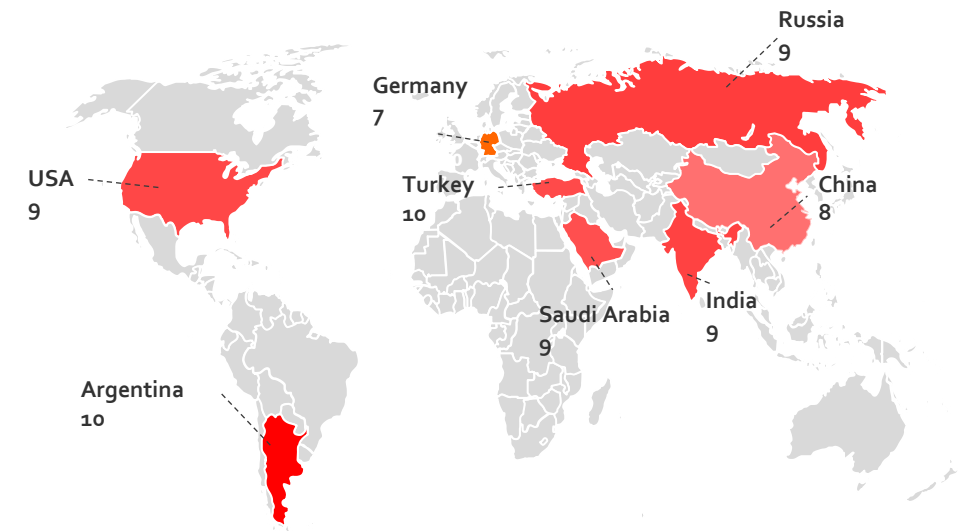 Russia
9
Germany
7
USA
9
Turkey
10
China
8
India
9
Saudi Arabia
9
Argentina
10